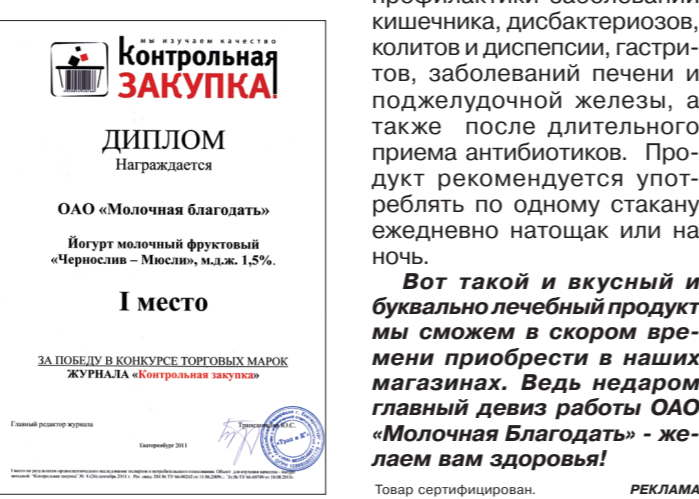 мы изучаем качество
Контрольная
ЗАКУПКА!
ДИПЛОМ
Награждается
ОАО «Молочная благодать»
Йогурт молочный фруктовый
«Чернослив – Мюсли», м.д.ж. 1,5%.
I место
ЗА ПОБЕДУ В КОНКУРСЕ ТОРГОВЫХ МАРОК
ЖУРНАЛА «Контрольная закупка»
Главный редактор журнала
Екатеринбург 2011
кишечника, дисбактериозов,
колитов и диспепсии, гастри-
тов, заболеваний печени и
поджелудочной железы, а
также после длительного
приема антибиотиков. Про-
дукт рекомендуется упот-
реблять по одному стакану
ежедневно натощак или на
ночь.
Вот такой и вкусный и
буквально лечебный продукт
мы сможем в скором вре-
мени приобрести в наших
магазинах. Ведь недаром
главный девиз работы ОАО
«Молочная Благодать» - же-
лаем вам здоровья!
Товар сертифицирован. РЕКЛАМА